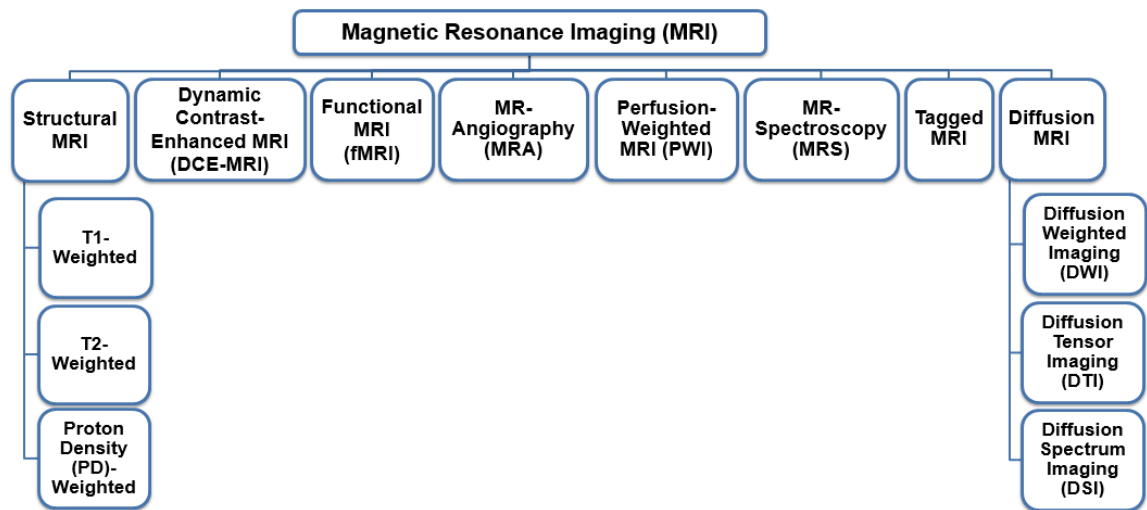 Magnetic Resonance Imaging (MRI)
Structural
MRI
Dynamic
Contrast-
Enhanced MRI
(DCE-MRI)
Functional
MRI
(fMRI)
MR-
Angiography
(MRA)
Perfusion-
Weighted
MRI (PWI)
MR-
Spectroscopy
(MRS)
Tagged
MRI
Diffusion
MRI
T1-
Weighted
T2-
Weighted
Proton
Density
(PD)-
Weighted
Diffusion
Weighted
Imaging
(DWI)
Diffusion
Tensor
Imaging
(DTI)
Diffusion
Spectrum
Imaging
(DSI)